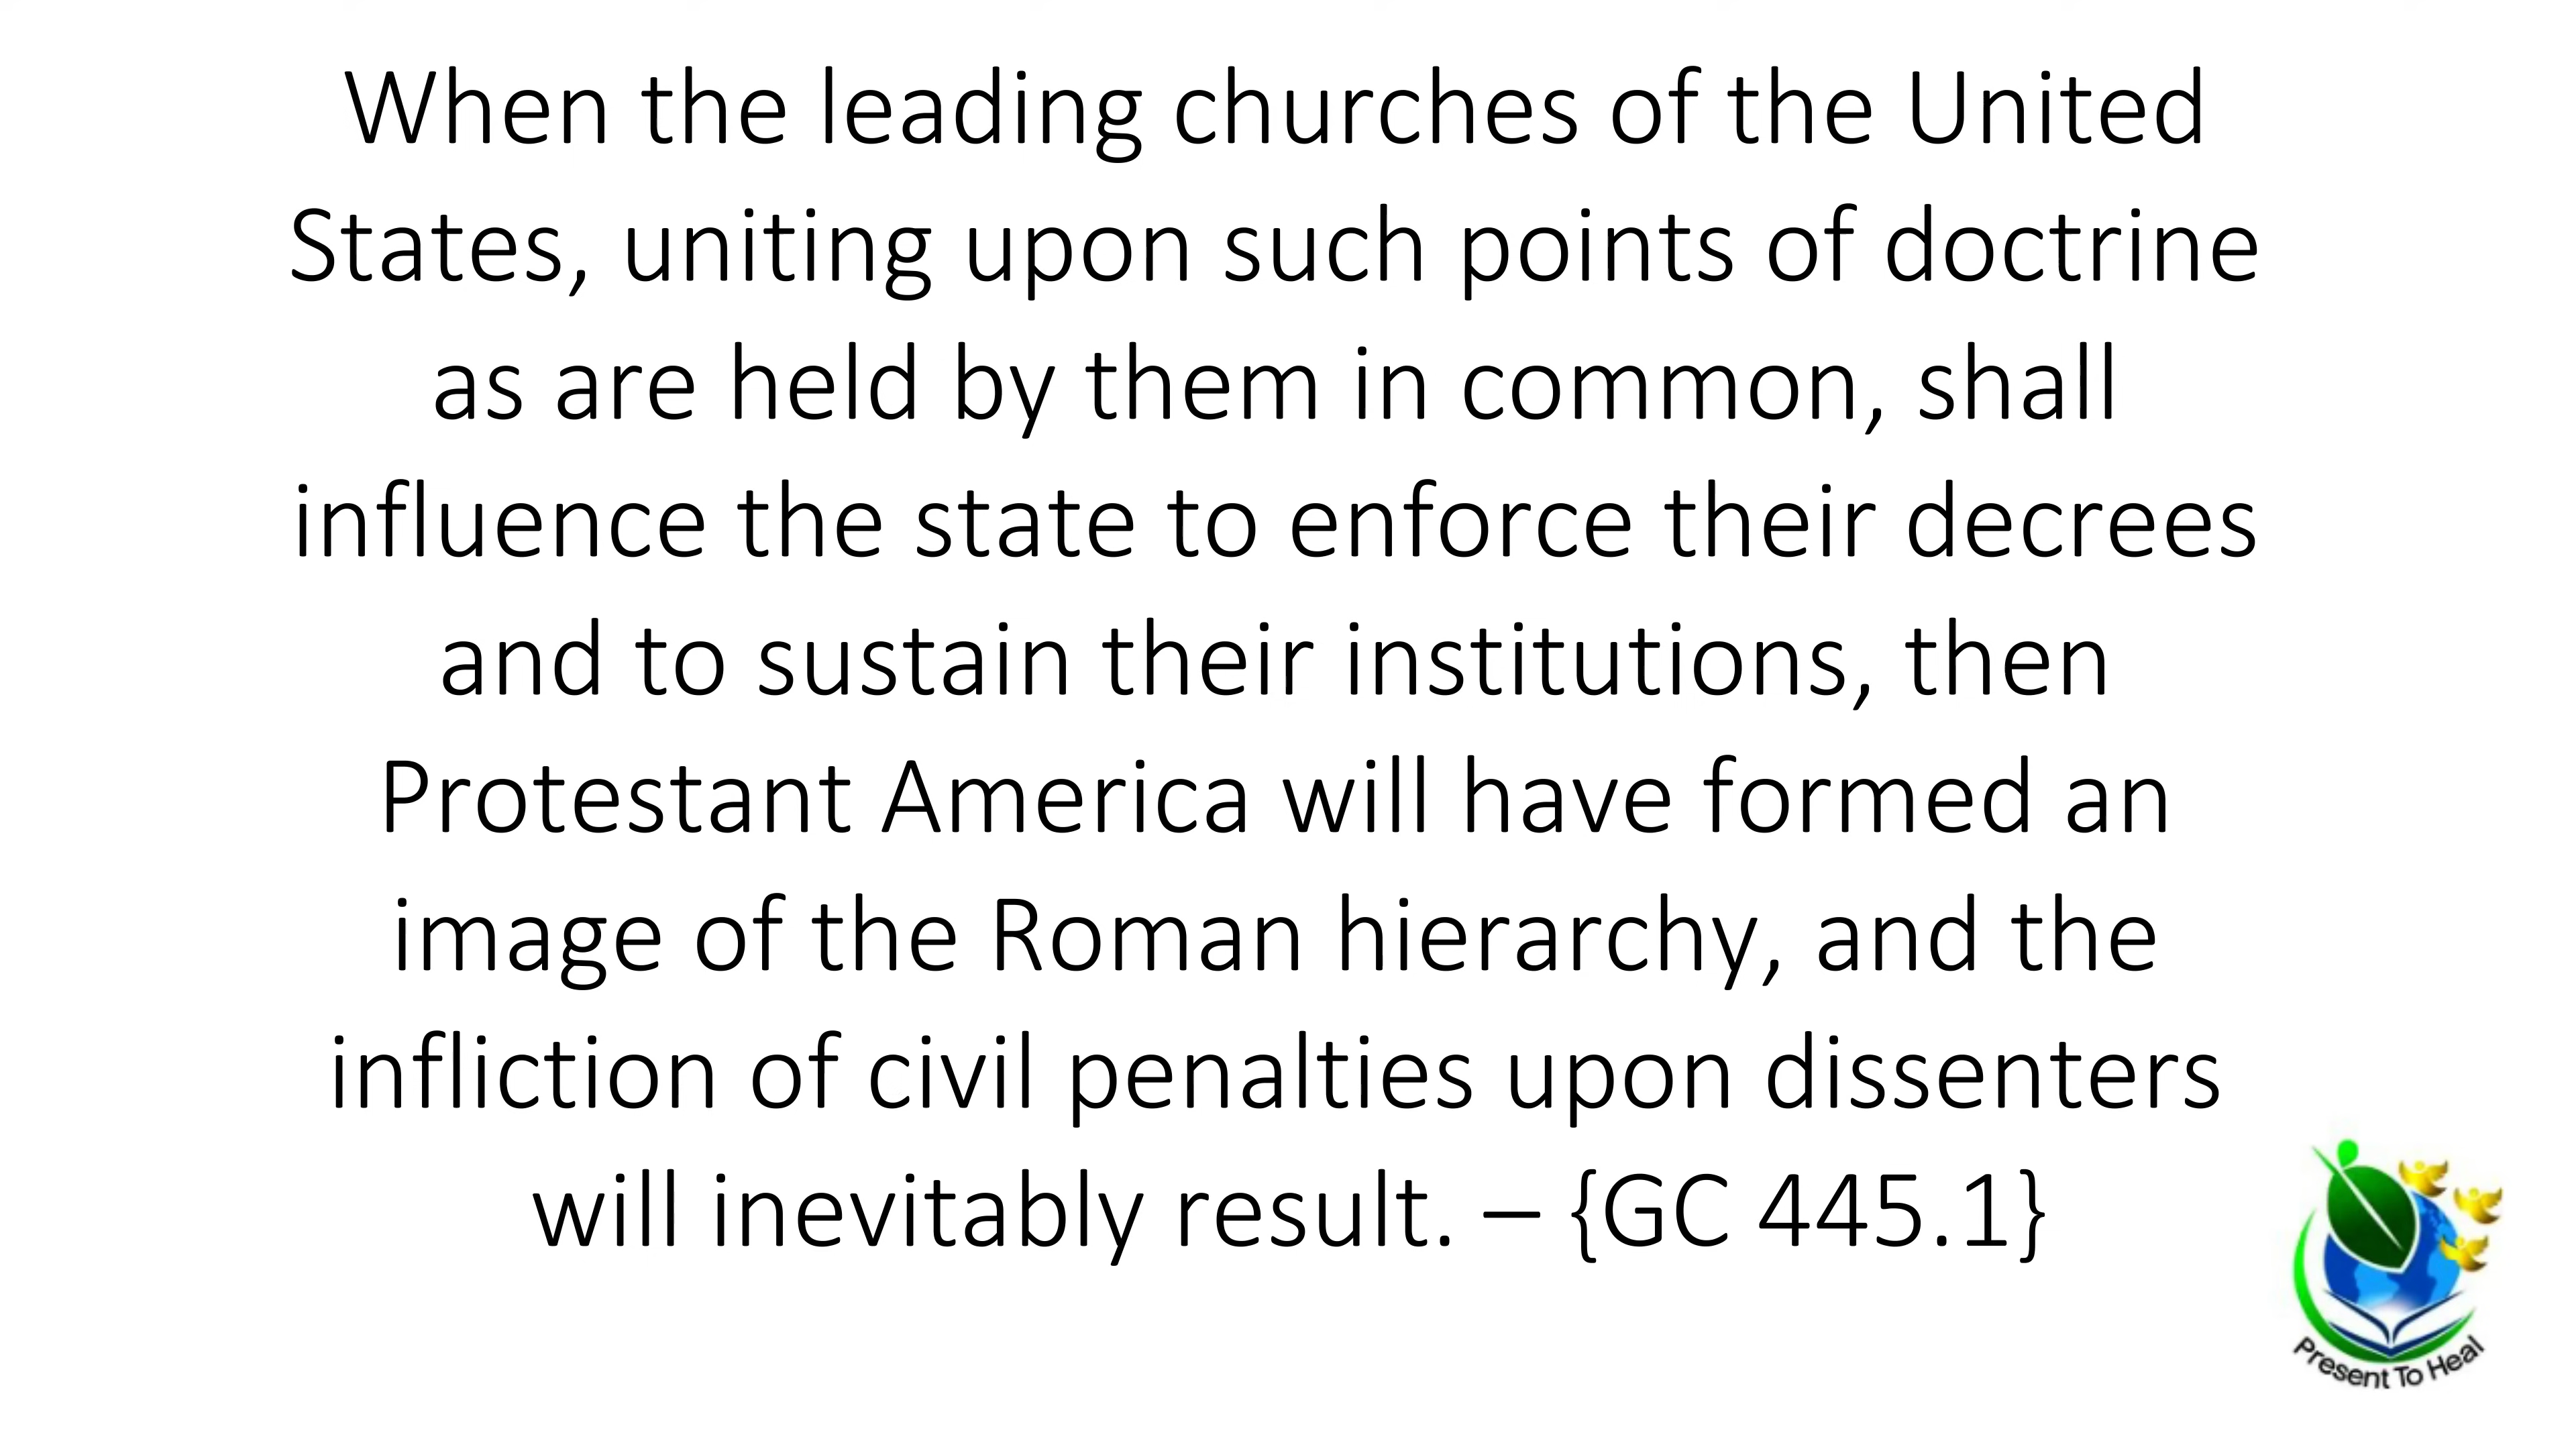 When the leading churches of the United
States, uniting upon such points of doctrine
as are held by them in common, shall
influence the state to enforce their decrees
and to sustain their institutions, then
Protestant America will have formed an
image of the Roman hierarchy, and the
infliction of civil penalties upon dissenters
will inevitably result. – {GC 445.1}
Present To Heal